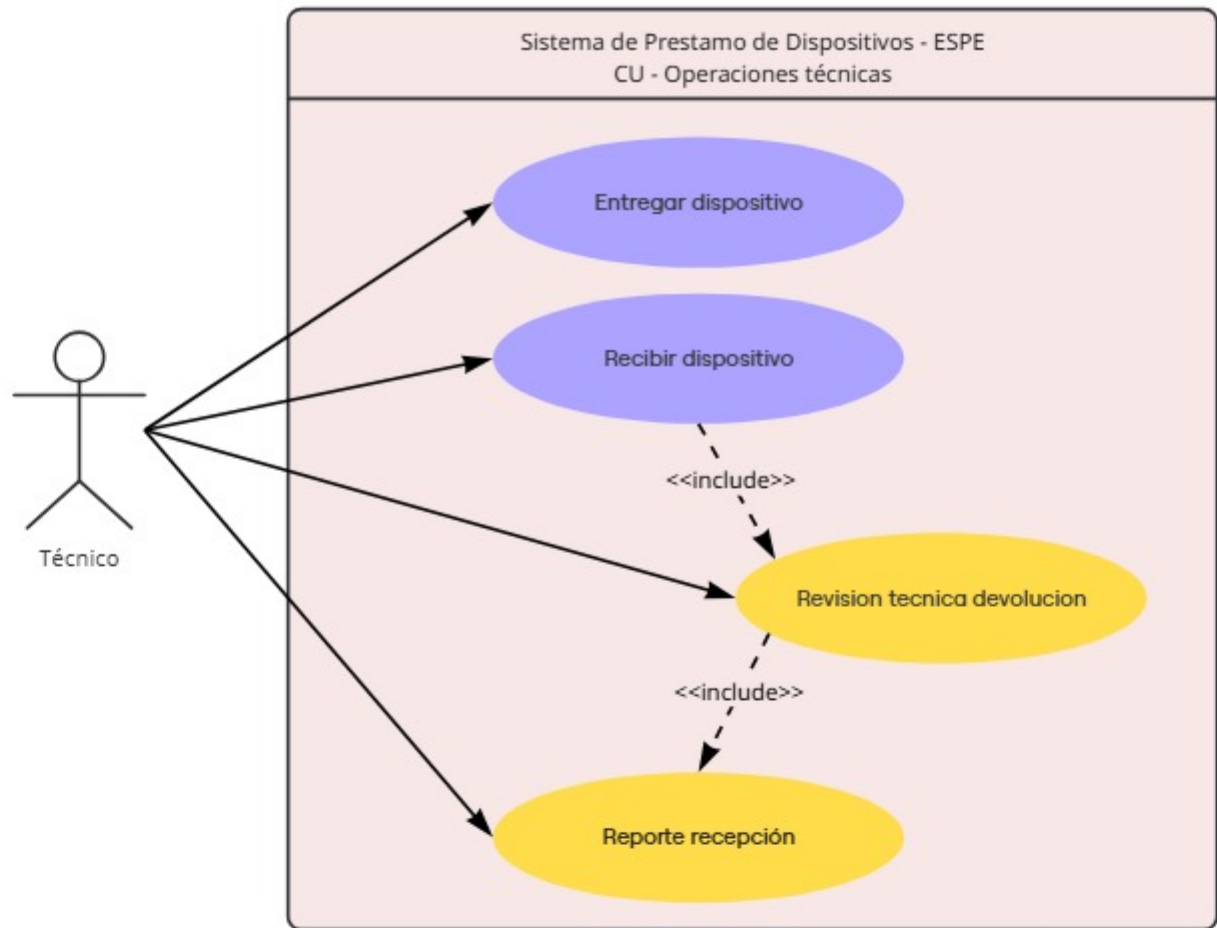 Sistema de Prestamo de Dispositivos - ESPE
CU - Operaciones técnicas
Entregar dispositivo
Recibir dispositivo
<<include>>
Técnico
Revision tecnica devolucion
<<include>>
Reporte recepción